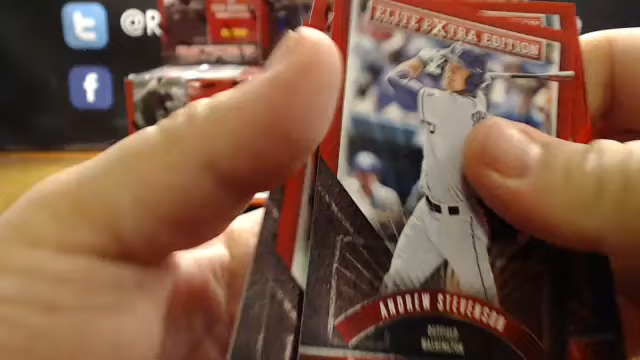 @R
ELITE EXTRA EDITION
ANDREW STEVENSON
OUTFIELD
WASHINGTON